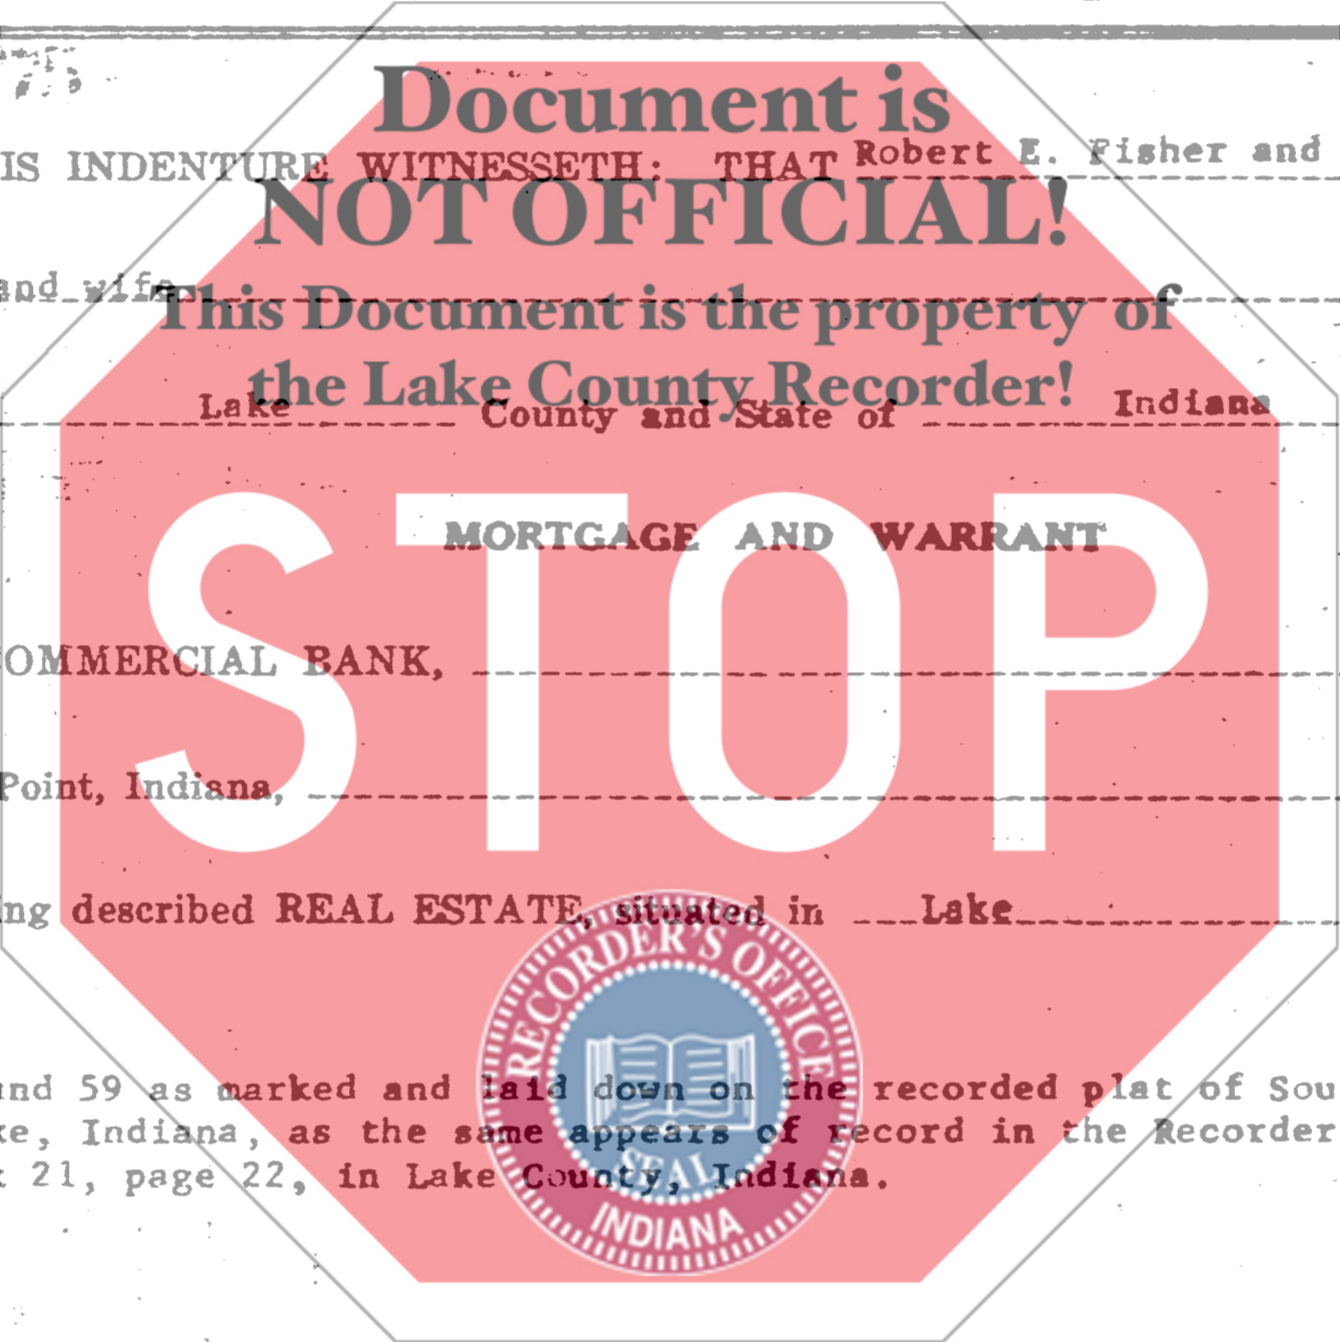 Document is
IS INDENTURE WITNESSETH: THAT Robert E. Fisher and
NOT OFFICIAL!
and wife
This Document is the property of
the Lake County Recorder!
Lake County and State of Indiana
STOP
MORTGAGE AND WARRANT
OMMERCIAL BANK,
Point, Indiana,
ng described REAL ESTATE, situated in Lake
RECORDER'S OFFICE
nd 59 as marked and laid down on the recorded plat of Sou
ke, Indiana, as the same appears of record in the Recorder
21, page 22, in Lake County, Indiana.
SEAL
INDIANA